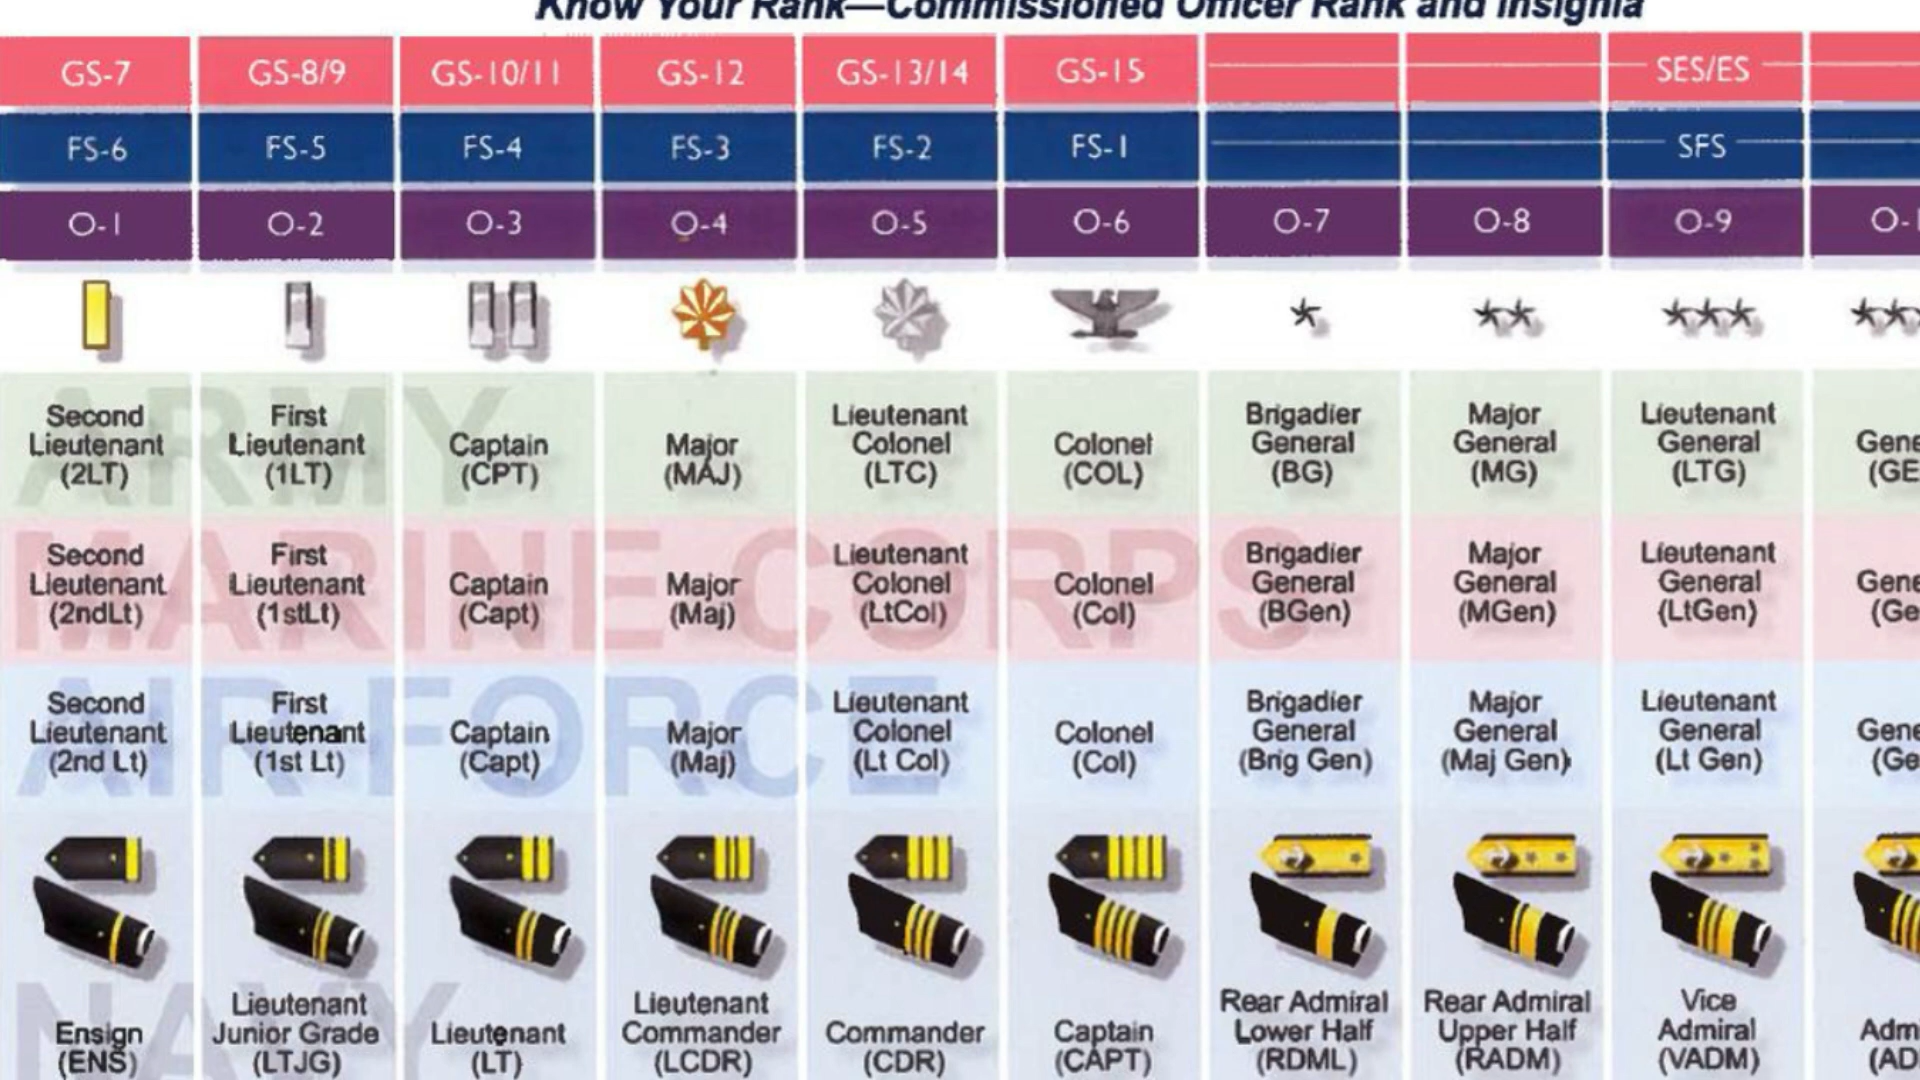 Know Your Rank—Commissioned Officer Rank and Insignia
GS-7 GS-8/9 GS-10/11 GS-12 GS-13/14 GS-15 SES/ES
FS-6 FS-5 FS-4 FS-3 FS-2 FS-1 SFS
O-1 O-2 O-3 O-4 O-5 O-6 O-7 O-8 O-9
ARMY
Second Lieutenant (2LT)
First Lieutenant (1LT)
Captain (CPT)
Major (MAJ)
Lieutenant Colonel (LTC)
Colonel (COL)
Brigadier General (BG)
Major General (MG)
Lieutenant General (LTG)
MARINE CORPS
Second Lieutenant (2ndLt)
First Lieutenant (1stLt)
Captain (Capt)
Major (Maj)
Lieutenant Colonel (LtCol)
Colonel (Col)
Brigadier General (BGen)
Major General (MGen)
Lieutenant General (LtGen)
AIR FORCE
Second Lieutenant (2nd Lt)
First Lieutenant (1st Lt)
Captain (Capt)
Major (Maj)
Lieutenant Colonel (Lt Col)
Colonel (Col)
Brigadier General (Brig Gen)
Major General (Maj Gen)
Lieutenant General (Lt Gen)
NAVY
Ensign (ENS)
Lieutenant Junior Grade (LTJG)
Lieutenant (LT)
Lieutenant Commander (LCDR)
Commander (CDR)
Captain (CAPT)
Rear Admiral Lower Half (RDML)
Rear Admiral Upper Half (RADM)
Vice Admiral (VADM)